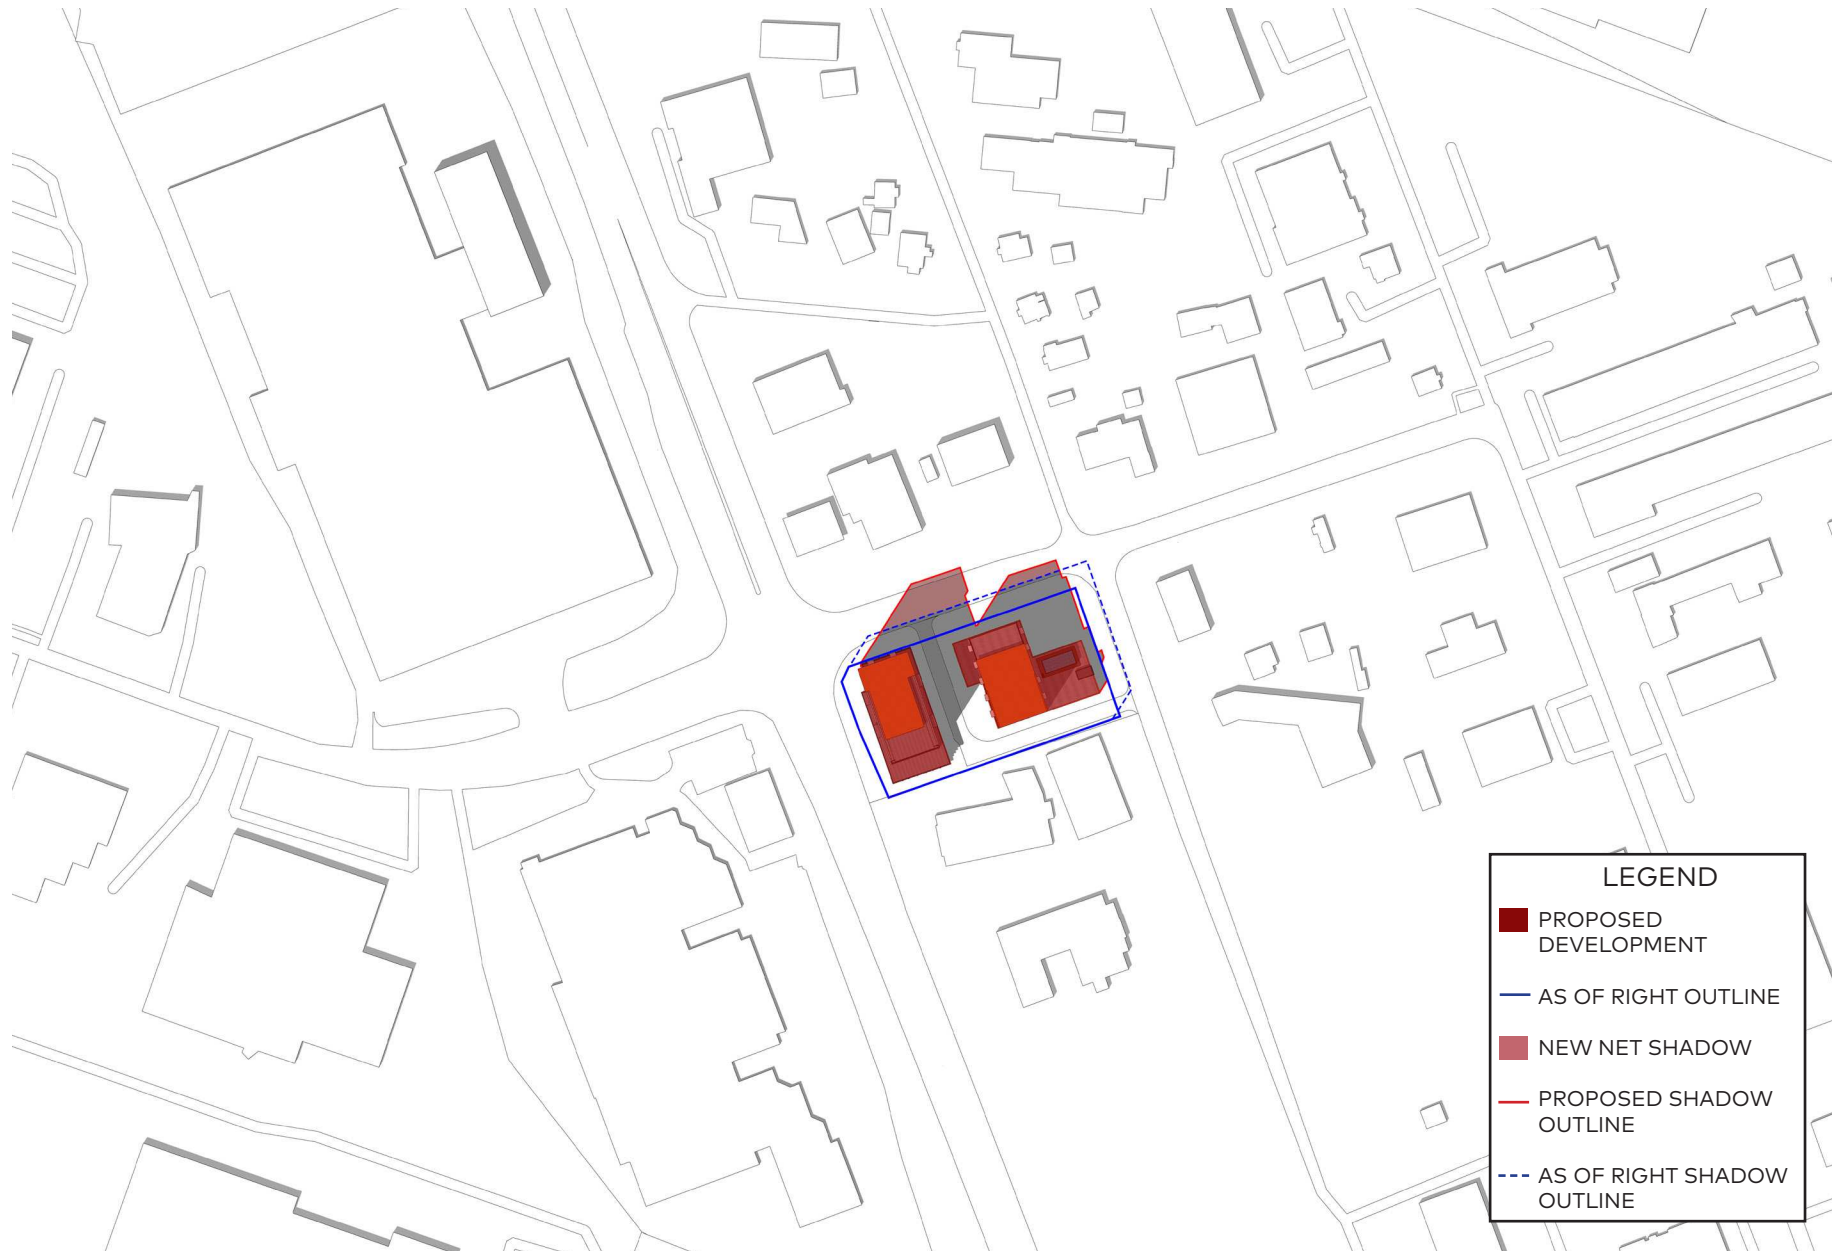 LEGEND
PROPOSED
DEVELOPMENT
AS OF RIGHT OUTLINE
NEW NET SHADOW
PROPOSED SHADOW
OUTLINE
AS OF RIGHT SHADOW
OUTLINE